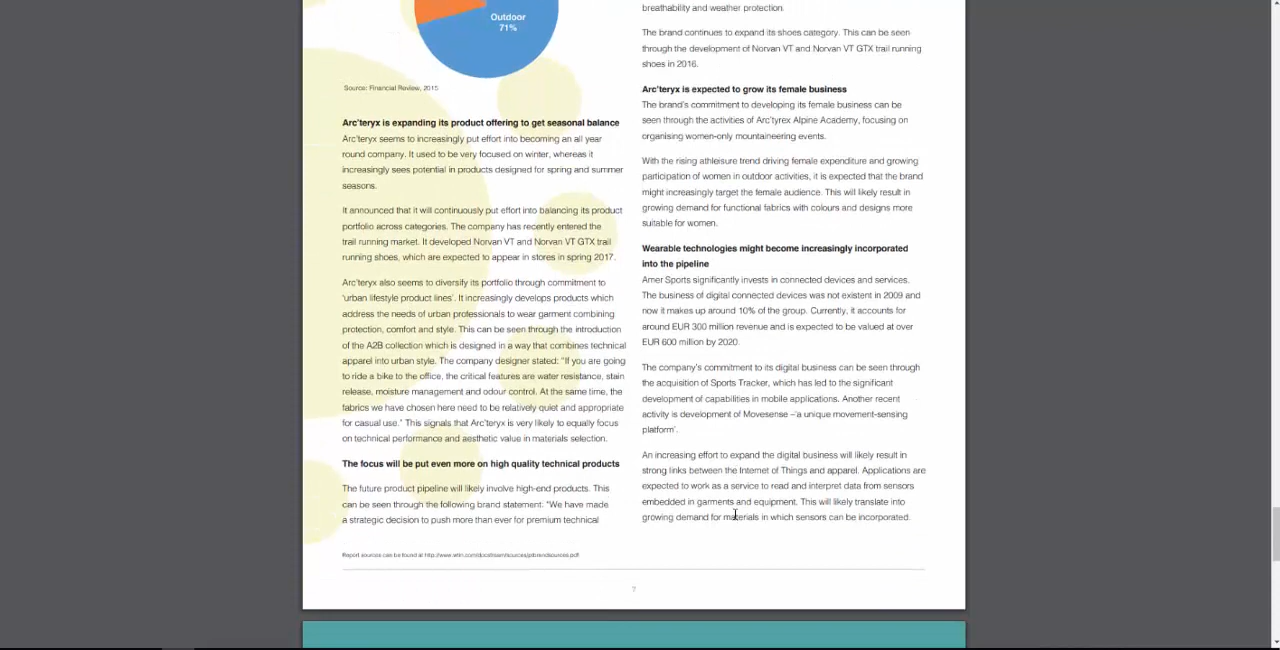 Outdoor
71%
Source: Financial Review, 2015
Arc'teryx is expanding its product offering to get seasonal balance
Arc'teryx seems to increasingly put effort into becoming an all year
round company. It used to be very focused on winter, whereas it
increasingly sees potential in products designed for spring and summer
seasons.
It announced that it will continuously put effort into balancing its product
portfolio across categories. The company has recently entered the
trail running market. It developed Norvan VT and Norvan VT GTX trail
running shoes, which are expected to appear in stores in spring 2017.
Arc'teryx also seems to diversify its portfolio through commitment to
'urban lifestyle product lines'. It increasingly develops products which
address the needs of urban professionals to wear garment combining
protection, comfort and style. This can be seen through the introduction
of the A2B collection which is designed in a way that combines technical
apparel into urban style. The company designer stated: "If you are going
to ride a bike to the office, the critical features are water resistance, stain
release, moisture management and odour control. At the same time, the
fabrics we have chosen here need to be relatively quiet and appropriate
for casual use." This signals that Arc'teryx is very likely to equally focus
on technical performance and aesthetic value in materials selection.
The focus will be put even more on high quality technical products
The future product pipeline will likely involve high-end products. This
can be seen through the following brand statement: "We have made
a strategic decision to push more than ever for premium technical
breathability and weather protection.
The brand continues to expand its shoes category. This can be seen
through the development of Norvan VT and Norvan VT GTX trail running
shoes in 2016.
Arc'teryx is expected to grow its female business
The brand's commitment to developing its female business can be
seen through the activities of Arc'tyrex Alpine Academy, focusing on
organising women-only mountaineering events.
With the rising athleisure trend driving female expenditure and growing
participation of women in outdoor activities, it is expected that the brand
might increasingly target the female audience. This will likely result in
growing demand for functional fabrics with colours and designs more
suitable for women.
Wearable technologies might become increasingly incorporated
into the pipeline
Amer Sports significantly invests in connected devices and services.
The business of digital connected devices was not existent in 2009 and
now it makes up around 10% of the group. Currently, it accounts for
around EUR 300 million revenue and is expected to be valued at over
EUR 600 million by 2020.
The company's commitment to its digital business can be seen through
the acquisition of Sports Tracker, which has led to the significant
development of capabilities in mobile applications. Another recent
activity is development of Movesense –'a unique movement-sensing
platform'.
An increasing effort to expand the digital business will likely result in
strong links between the Internet of Things and apparel. Applications are
expected to work as a service to read and interpret data from sensors
embedded in garments and equipment. This will likely translate into
growing demand for materials in which sensors can be incorporated.
Report sources can be found at
7